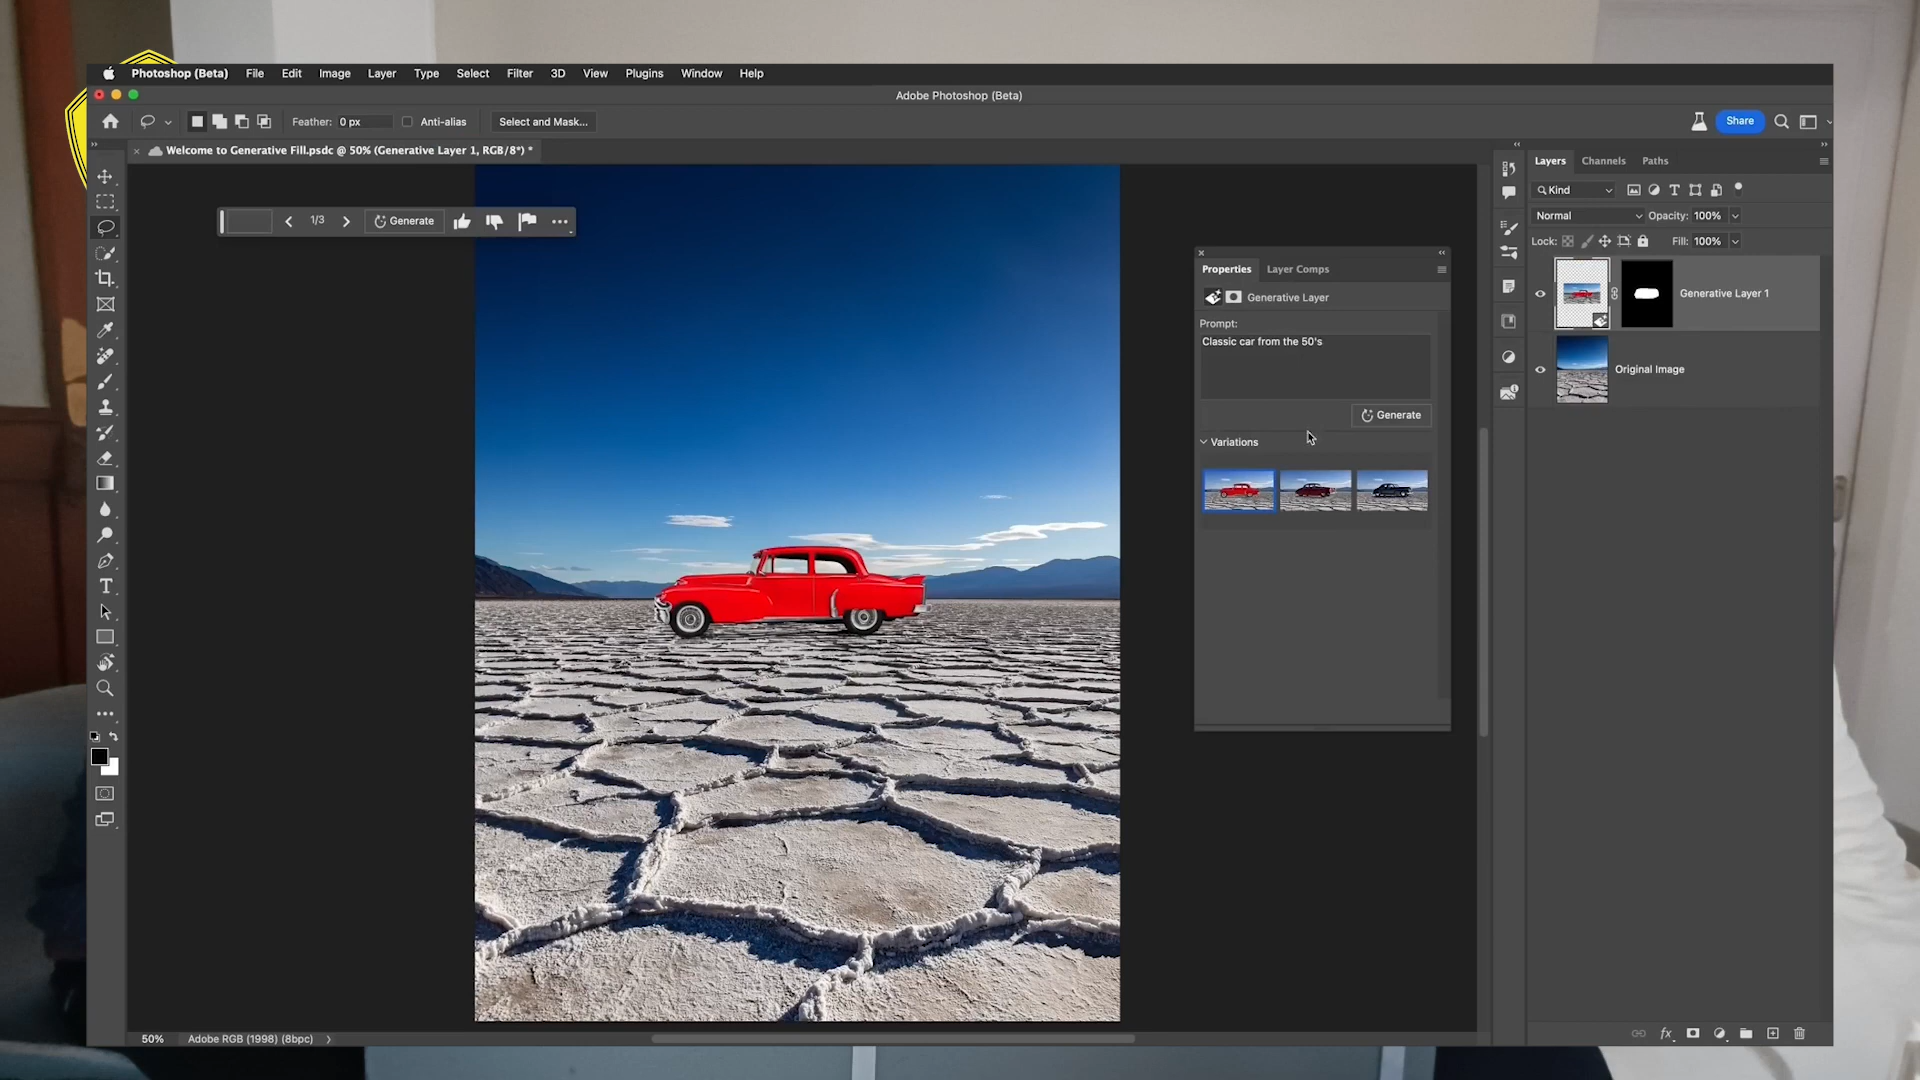 Photoshop (Beta) File Edit Image Layer Type Select Filter 3D View Plugins Window Help
Adobe Photoshop (Beta)
Feather: 0 px Anti-alias Select and Mask... Share
Welcome to Generative Fill.psdc @ 50% (Generative Layer 1, RGB/8*) *
1/3 Generate
Properties Layer Comps
Generative Layer
Prompt:
Classic car from the 50's
Generate
Variations
Layers Channels Paths
Kind
Normal Opacity: 100%
Lock: Fill: 100%
Generative Layer 1
Original Image
50% Adobe RGB (1998) (8bpc)
fx